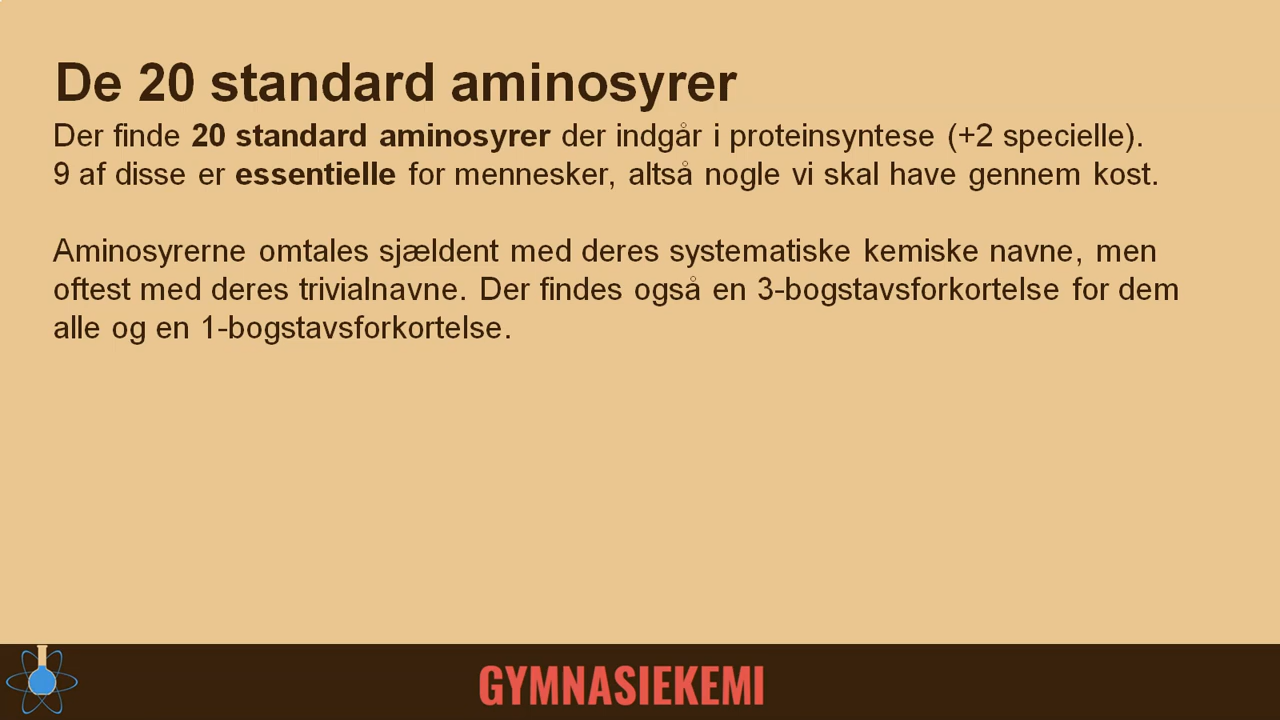 De 20 standard aminosyrer
Der finde 20 standard aminosyrer der indgår i proteinsyntese (+2 specielle).
9 af disse er essentielle for mennesker, altså nogle vi skal have gennem kost.
Aminosyrerne omtales sjældent med deres systematiske kemiske navne, men
oftest med deres trivialnavne. Der findes også en 3-bogstavsforkortelse for dem
alle og en 1-bogstavsforkortelse.
GYMNASIEKEMI